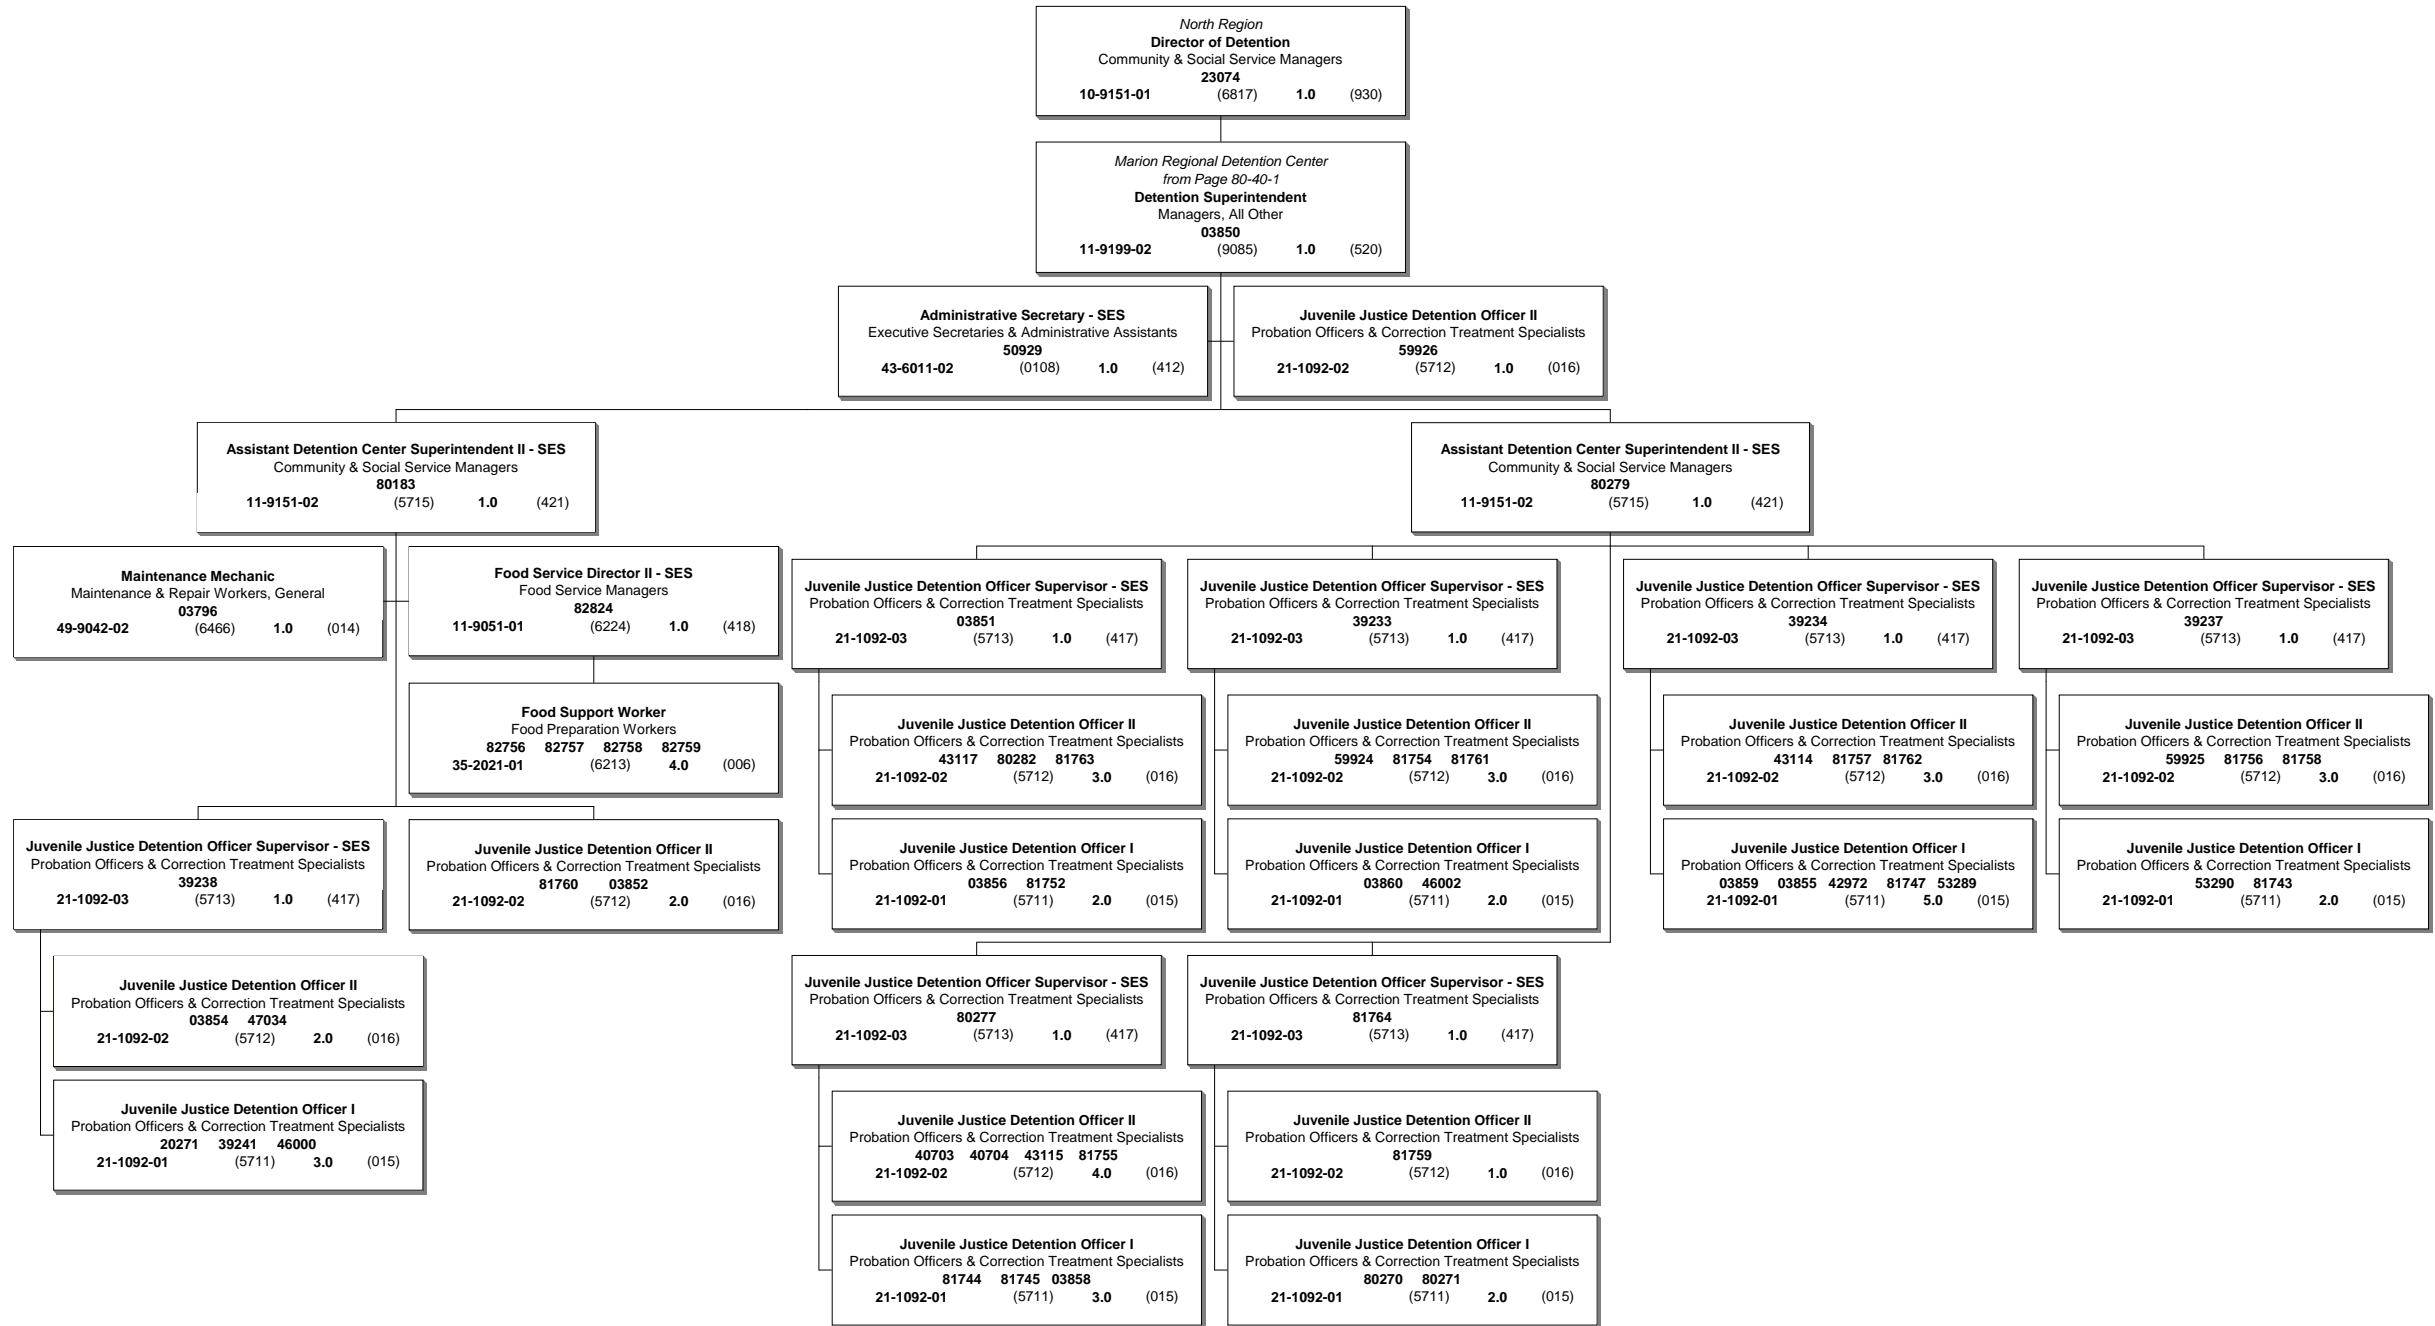 North Region
Director of Detention
Community & Social Service Managers
23074
10-9151-01 (6817) 1.0 (930)
Marion Regional Detention Center
from Page 80-40-1
Detention Superintendent
Managers, All Other
03850
11-9199-02 (9085) 1.0 (520)
Administrative Secretary - SES
Executive Secretaries & Administrative Assistants
50929
43-6011-02 (0108) 1.0 (412)
Juvenile Justice Detention Officer II
Probation Officers & Correction Treatment Specialists
59926
21-1092-02 (5712) 1.0 (016)
Assistant Detention Center Superintendent II - SES
Community & Social Service Managers
80183
11-9151-02 (5715) 1.0 (421)
Assistant Detention Center Superintendent II - SES
Community & Social Service Managers
80279
11-9151-02 (5715) 1.0 (421)
Maintenance Mechanic
Maintenance & Repair Workers, General
03796
49-9042-02 (6466) 1.0 (014)
Food Service Director II - SES
Food Service Managers
82824
11-9051-01 (6224) 1.0 (418)
Food Support Worker
Food Preparation Workers
82756 82757 82758 82759
35-2021-01 (6213) 4.0 (006)
Juvenile Justice Detention Officer Supervisor - SES
Probation Officers & Correction Treatment Specialists
39238
21-1092-03 (5713) 1.0 (417)
Juvenile Justice Detention Officer II
Probation Officers & Correction Treatment Specialists
81760 03852
21-1092-02 (5712) 2.0 (016)
Juvenile Justice Detention Officer II
Probation Officers & Correction Treatment Specialists
03854 47034
21-1092-02 (5712) 2.0 (016)
Juvenile Justice Detention Officer I
Probation Officers & Correction Treatment Specialists
20271 39241 46000
21-1092-01 (5711) 3.0 (015)
Juvenile Justice Detention Officer Supervisor - SES
Probation Officers & Correction Treatment Specialists
03851
21-1092-03 (5713) 1.0 (417)
Juvenile Justice Detention Officer II
Probation Officers & Correction Treatment Specialists
43117 80282 81763
21-1092-02 (5712) 3.0 (016)
Juvenile Justice Detention Officer I
Probation Officers & Correction Treatment Specialists
03856 81752
21-1092-01 (5711) 2.0 (015)
Juvenile Justice Detention Officer Supervisor - SES
Probation Officers & Correction Treatment Specialists
39233
21-1092-03 (5713) 1.0 (417)
Juvenile Justice Detention Officer II
Probation Officers & Correction Treatment Specialists
59924 81754 81761
21-1092-02 (5712) 3.0 (016)
Juvenile Justice Detention Officer I
Probation Officers & Correction Treatment Specialists
03860 46002
21-1092-01 (5711) 2.0 (015)
Juvenile Justice Detention Officer Supervisor - SES
Probation Officers & Correction Treatment Specialists
39234
21-1092-03 (5713) 1.0 (417)
Juvenile Justice Detention Officer II
Probation Officers & Correction Treatment Specialists
43114 81757 81762
21-1092-02 (5712) 3.0 (016)
Juvenile Justice Detention Officer I
Probation Officers & Correction Treatment Specialists
03859 03855 42972 81747 53289
21-1092-01 (5711) 5.0 (015)
Juvenile Justice Detention Officer Supervisor - SES
Probation Officers & Correction Treatment Specialists
39237
21-1092-03 (5713) 1.0 (417)
Juvenile Justice Detention Officer II
Probation Officers & Correction Treatment Specialists
59925 81756 81758
21-1092-02 (5712) 3.0 (016)
Juvenile Justice Detention Officer I
Probation Officers & Correction Treatment Specialists
53290 81743
21-1092-01 (5711) 2.0 (015)
Juvenile Justice Detention Officer Supervisor - SES
Probation Officers & Correction Treatment Specialists
80277
21-1092-03 (5713) 1.0 (417)
Juvenile Justice Detention Officer II
Probation Officers & Correction Treatment Specialists
40703 40704 43115 81755
21-1092-02 (5712) 4.0 (016)
Juvenile Justice Detention Officer I
Probation Officers & Correction Treatment Specialists
81744 81745 03858
21-1092-01 (5711) 3.0 (015)
Juvenile Justice Detention Officer Supervisor - SES
Probation Officers & Correction Treatment Specialists
81764
21-1092-03 (5713) 1.0 (417)
Juvenile Justice Detention Officer II
Probation Officers & Correction Treatment Specialists
81759
21-1092-02 (5712) 1.0 (016)
Juvenile Justice Detention Officer I
Probation Officers & Correction Treatment Specialists
80270 80271
21-1092-01 (5711) 2.0 (015)